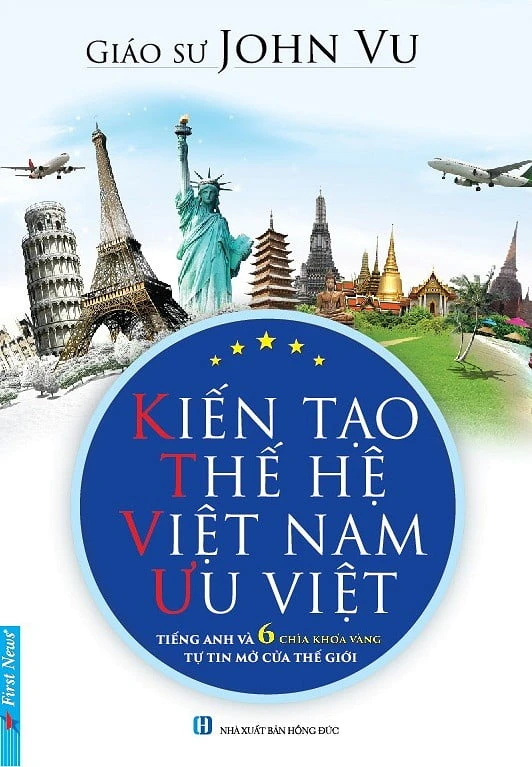 GIÁO SƯ JOHN VU
KIẾN TẠO
THẾ HỆ
VIỆT NAM
ƯU VIỆT
TIẾNG ANH VÀ 6 CHÌA KHÓA VÀNG
TỰ TIN MỞ CỬA THẾ GIỚI
First News
NHÀ XUẤT BẢN HỒNG ĐỨC